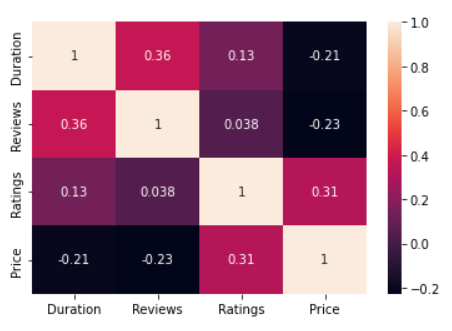 Duration 1 0.36 0.13 -0.21
Reviews 0.36 1 0.038 -0.23
Ratings 0.13 0.038 1 0.31
Price -0.21 -0.23 0.31 1
Duration Reviews Ratings Price
1.0
0.8
0.6
0.4
0.2
0.0
−0.2